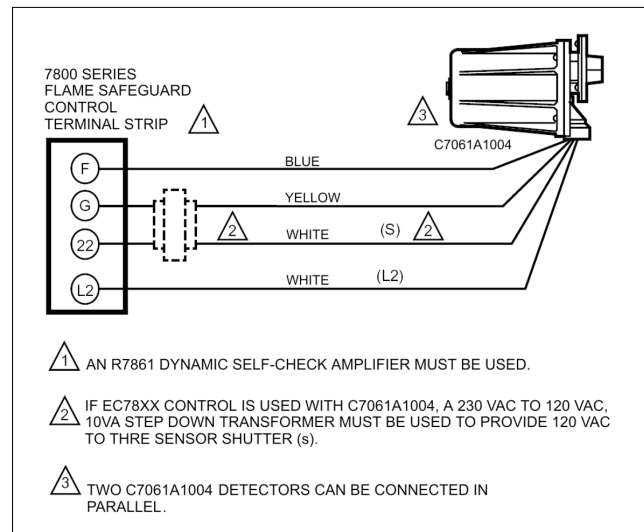 7800 SERIES
FLAME SAFEGUARD
CONTROL
TERMINAL STRIP
1
3
C7061A1004
F
BLUE
G
YELLOW
22
2
WHITE
(S)
2
L2
WHITE
(L2)
1 AN R7861 DYNAMIC SELF-CHECK AMPLIFIER MUST BE USED.
2 IF EC78XX CONTROL IS USED WITH C7061A1004, A 230 VAC TO 120 VAC,
10VA STEP DOWN TRANSFORMER MUST BE USED TO PROVIDE 120 VAC
TO THRE SENSOR SHUTTER (s).
3 TWO C7061A1004 DETECTORS CAN BE CONNECTED IN
PARALLEL.